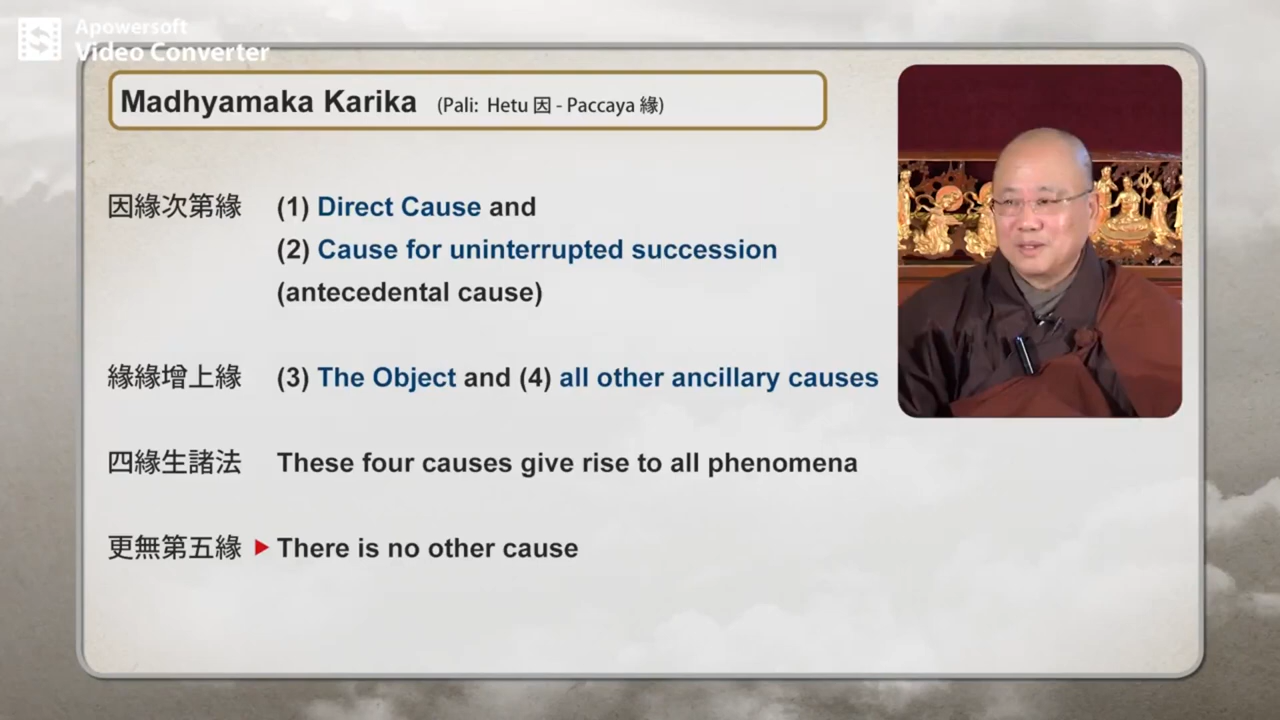 Apowersoft
Video Converter
Madhyamaka Karika (Pali: Hetu 因 - Paccaya 緣)
因緣次第緣 (1) Direct Cause and
(2) Cause for uninterrupted succession
(antecedental cause)
緣緣增上緣 (3) The Object and (4) all other ancillary causes
四緣生諸法 These four causes give rise to all phenomena
更無第五緣 ▶ There is no other cause